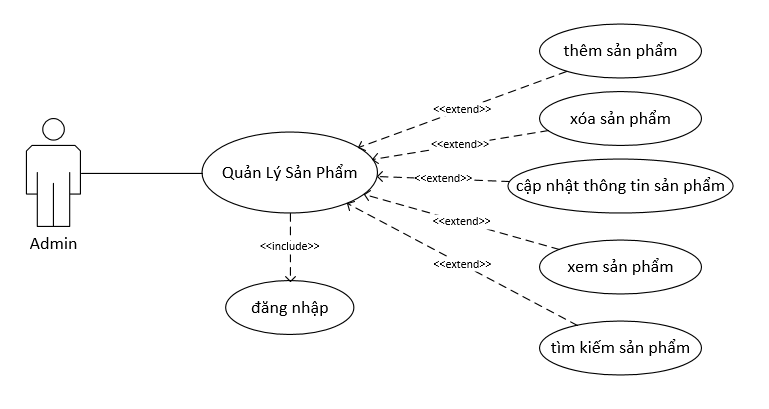 thêm sản phẩm
<<extend>>
xóa sản phẩm
<<extend>>
Quản Lý Sản Phẩm
<<extend>>
cập nhật thông tin sản phẩm
Admin
<<extend>>
<<include>>
<<extend>>
xem sản phẩm
đăng nhập
tìm kiếm sản phẩm